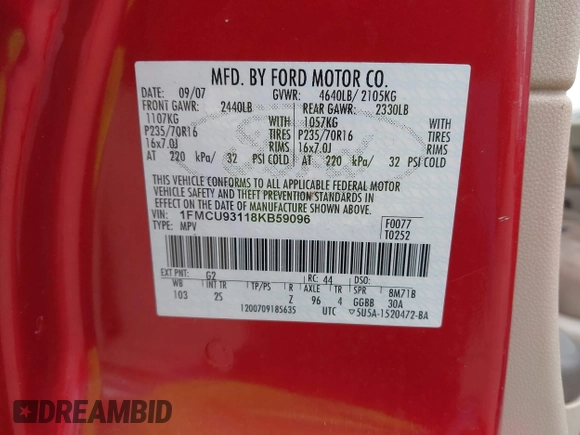 MFD. BY FORD MOTOR CO.
DATE: 09/07 GVWR: 4640LB/ 2105KG
FRONT GAWR: 2440LB REAR GAWR: 2330LB
1107KG WITH 1057KG WITH
P235/70R16 TIRES P235/70R16 TIRES
16x7.0J RIMS 16x7.0J RIMS
AT 220 kPa/ 32 PSI COLD AT 220 kPa/ 32 PSI COLD
THIS VEHICLE CONFORMS TO ALL APPLICABLE FEDERAL MOTOR
VEHICLE SAFETY AND THEFT PREVENTION STANDARDS IN
EFFECT ON THE DATE OF MANUFACTURE SHOWN ABOVE.
VIN: 1FMCU93118KB59096 F0077
TYPE: MPV T0252
EXT PNT: G2 RC: 44 DSO:
WB INT TR TP/PS R AXLE TR SPR BM71B
103 25 Z 96 4 GGBB 30A
1200709185635 UTC ▽5U5A-1520472-BA
DREAMBID